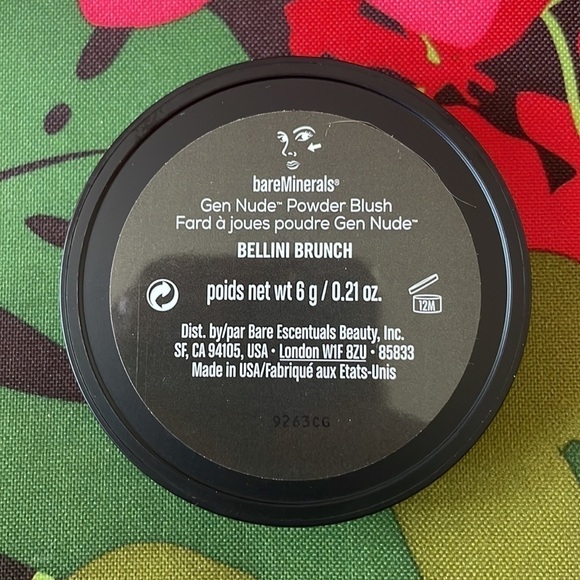 bareMinerals®
Gen Nude™ Powder Blush
Fard à joues poudre Gen Nude™
BELLINI BRUNCH
poids net wt 6 g / 0.21 oz.
12M
Dist. by/par Bare Escentuals Beauty, Inc.
SF, CA 94105, USA • London W1F 8ZU • 85833
Made in USA/Fabriqué aux Etats-Unis
9263CG